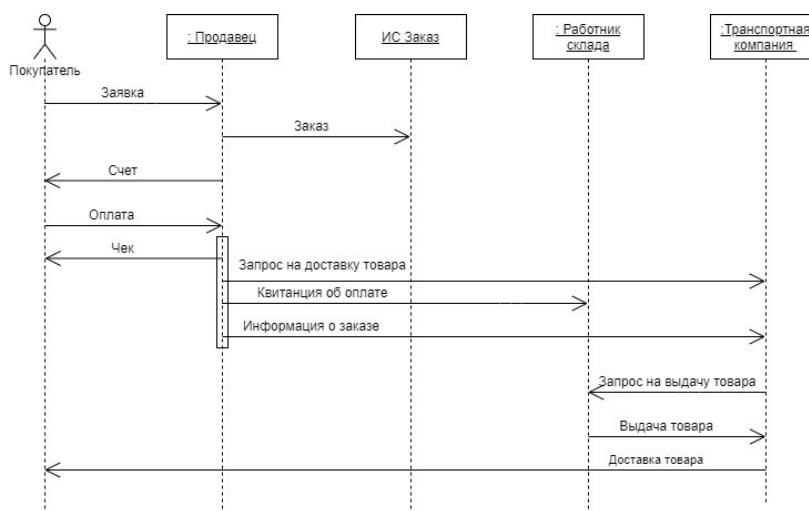 : Продавец
ИС Заказ
: Работник
склада
:Транспортная
компания
Покупатель
Заявка
Заказ
Счет
Оплата
Чек
Запрос на доставку товара
Квитанция об оплате
Информация о заказе
Запрос на выдачу товара
Выдача товара
Доставка товара